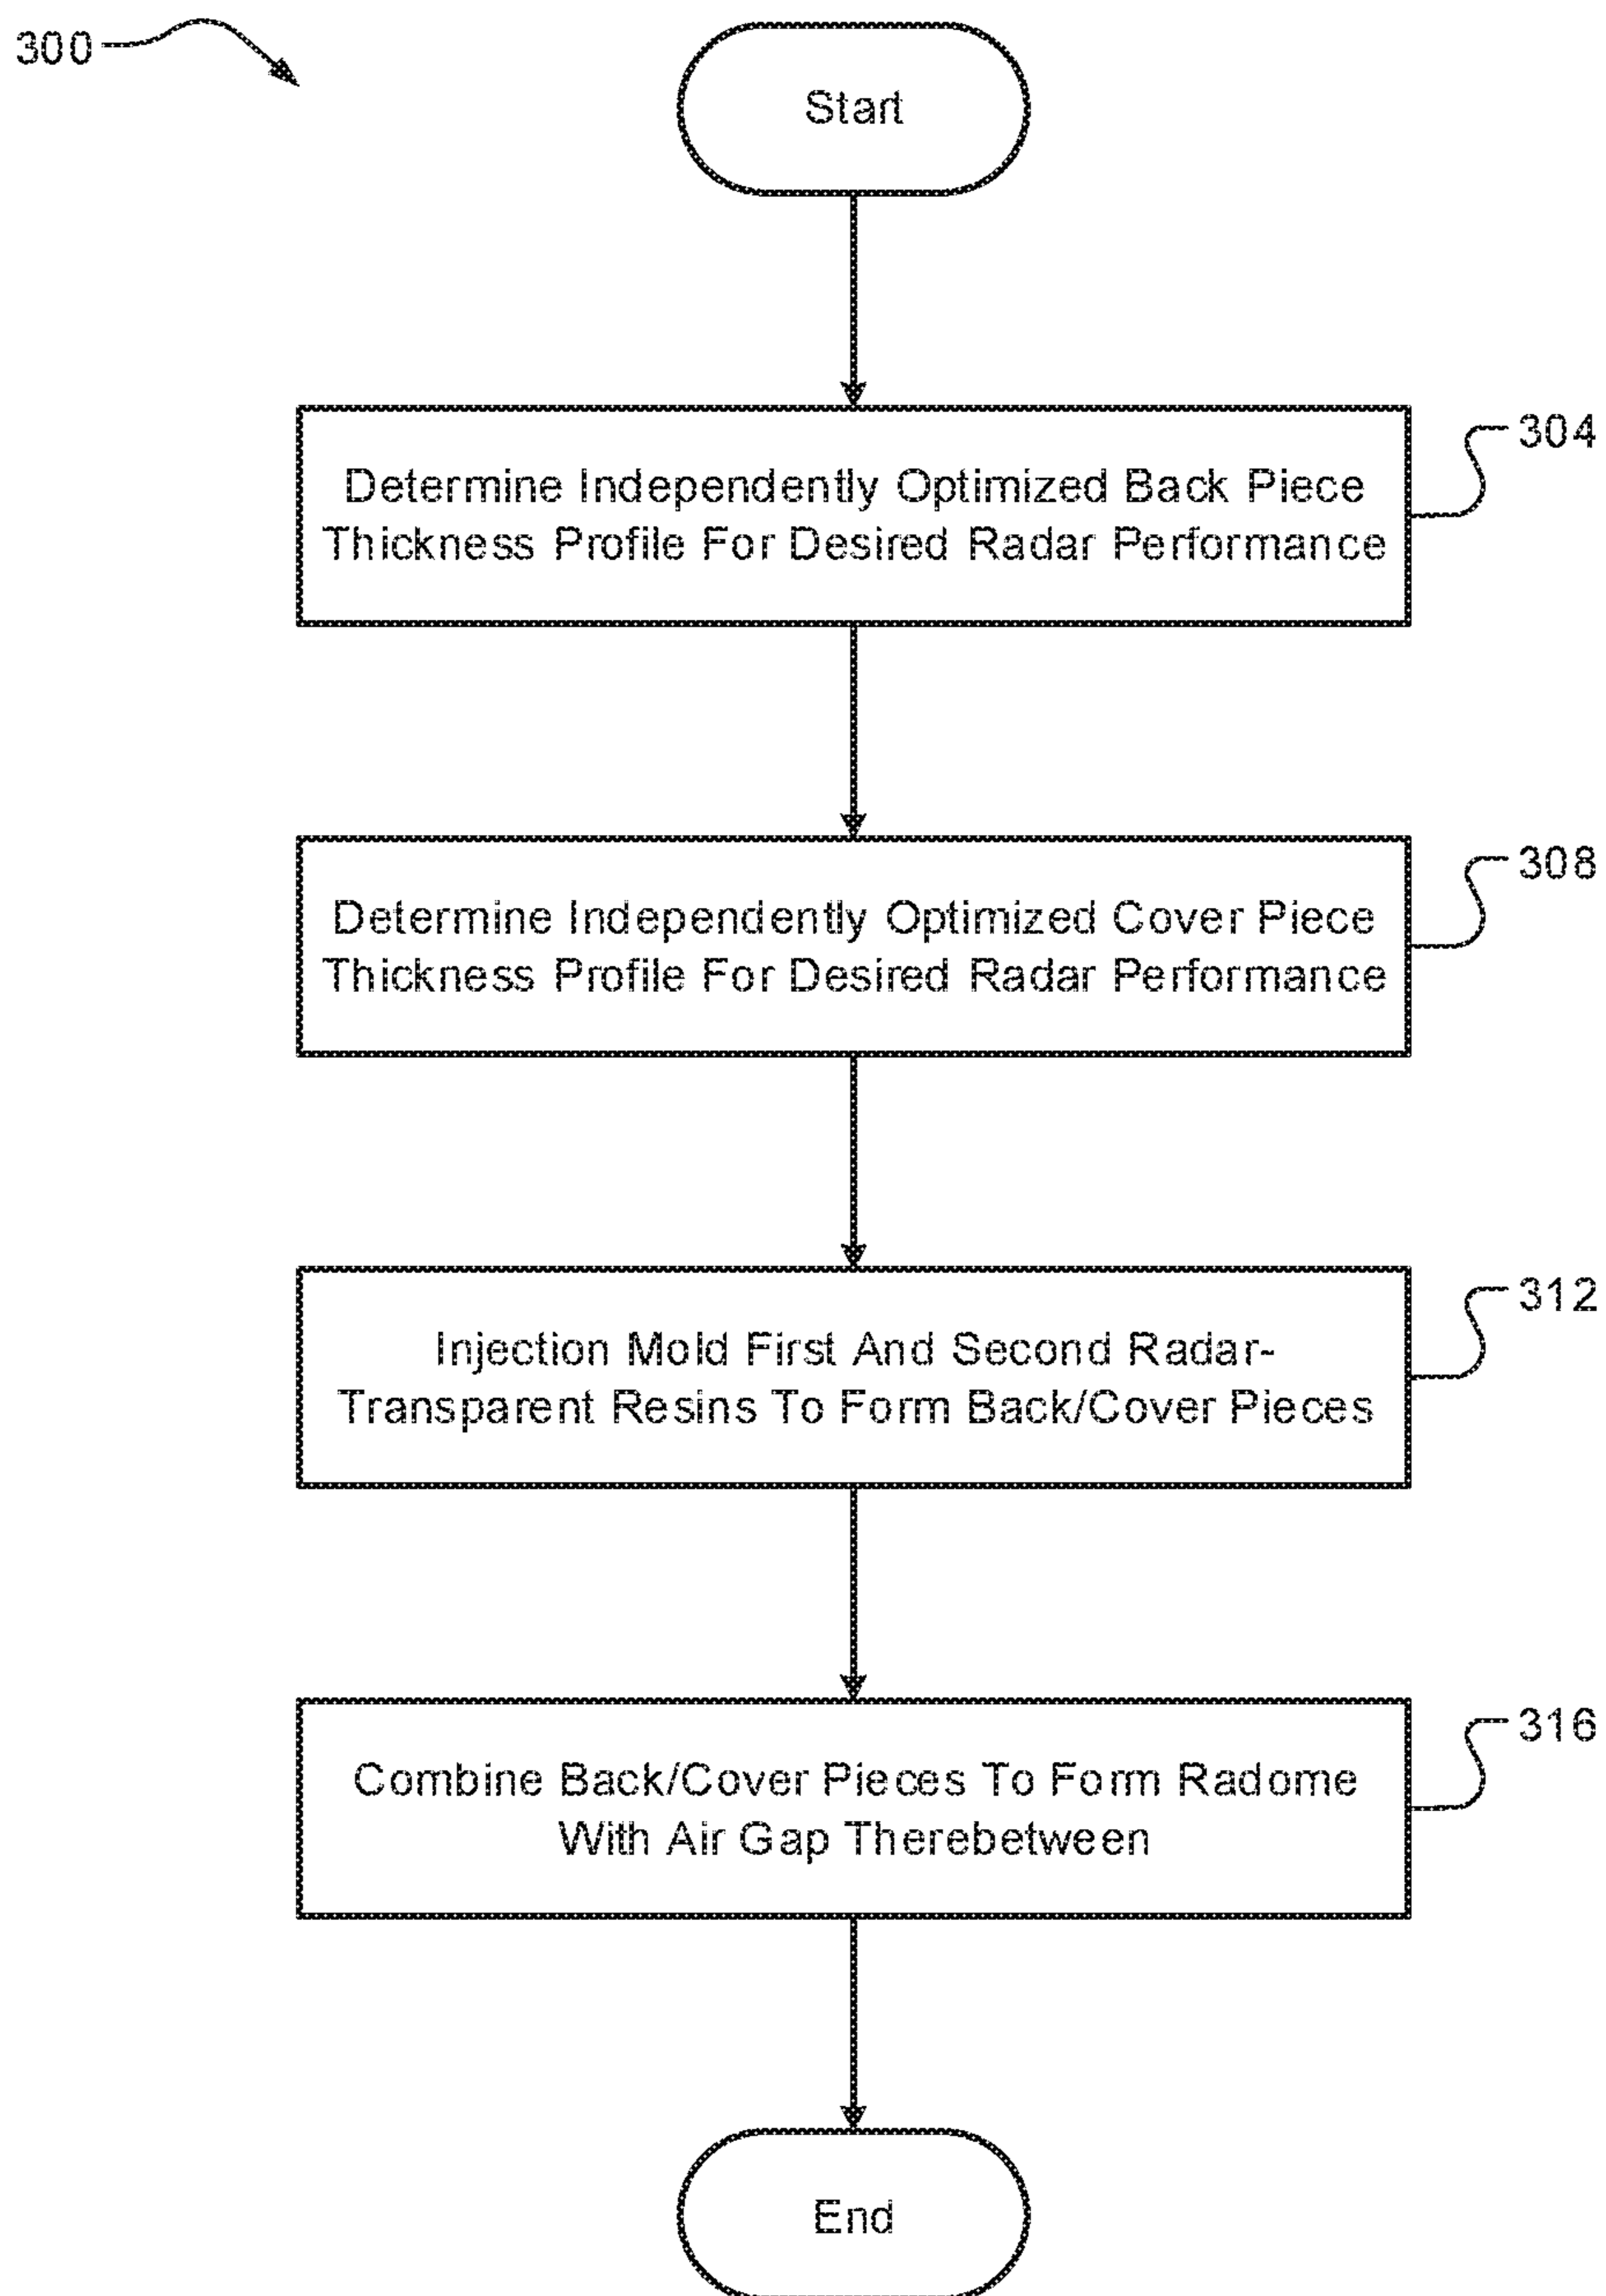 300
Start
304
Determine Independently Optimized Back Piece
Thickness Profile For Desired Radar Performance
308
Determine Independently Optimized Cover Piece
Thickness Profile For Desired Radar Performance
312
Injection Mold First And Second Radar-
Transparent Resins To Form Back/Cover Pieces
316
Combine Back/Cover Pieces To Form Radome
With Air Gap Therebetween
End